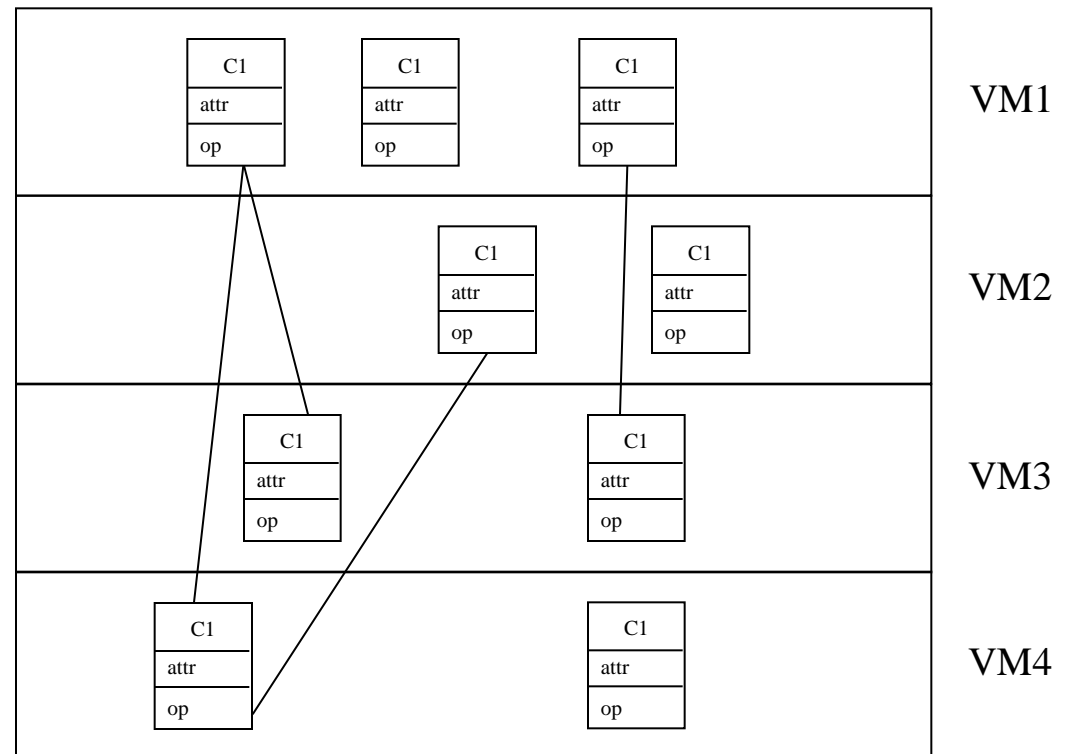 C1 C1 C1
attr attr attr
op op op
VM1
C1 C1
attr attr
op op
VM2
C1 C1
attr attr
op op
VM3
C1 C1
attr attr
op op
VM4